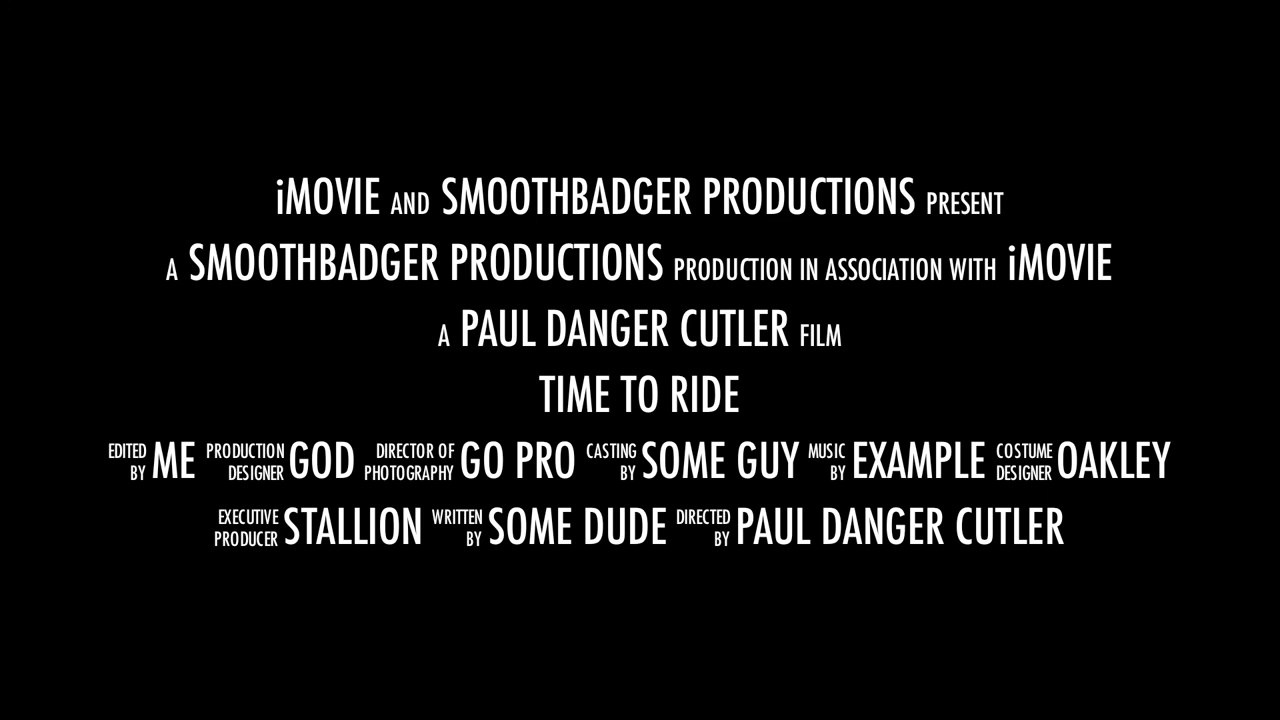 iMOVIE AND SMOOTHBADGER PRODUCTIONS PRESENT
A SMOOTHBADGER PRODUCTIONS PRODUCTION IN ASSOCIATION WITH iMOVIE
A PAUL DANGER CUTLER FILM
TIME TO RIDE
EDITED BY ME PRODUCTION DESIGNER GOD DIRECTOR OF PHOTOGRAPHY GO PRO CASTING BY SOME GUY MUSIC BY EXAMPLE COSTUME DESIGNER OAKLEY
EXECUTIVE PRODUCER STALLION WRITTEN BY SOME DUDE DIRECTED BY PAUL DANGER CUTLER